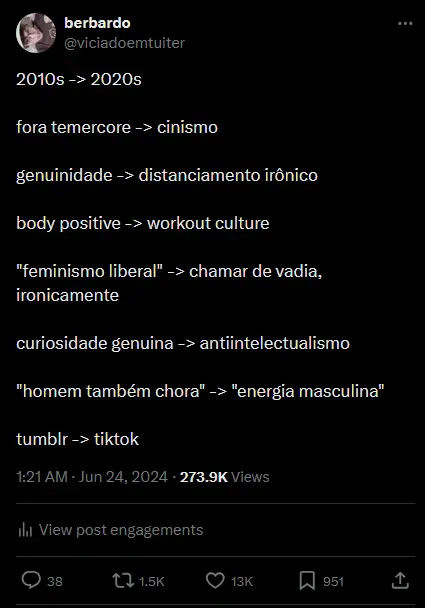 berbardo
@viciadoemtuiter
2010s -> 2020s
fora temercore -> cinismo
genuinidade -> distanciamento irônico
body positive -> workout culture
"feminismo liberal" -> chamar de vadia,
ironicamente
curiosidade genuina -> antiintelectualismo
"homem também chora" -> "energia masculina"
tumblr -> tiktok
1:21 AM · Jun 24, 2024 · 273.9K Views
View post engagements
38 1.5K 13K 951